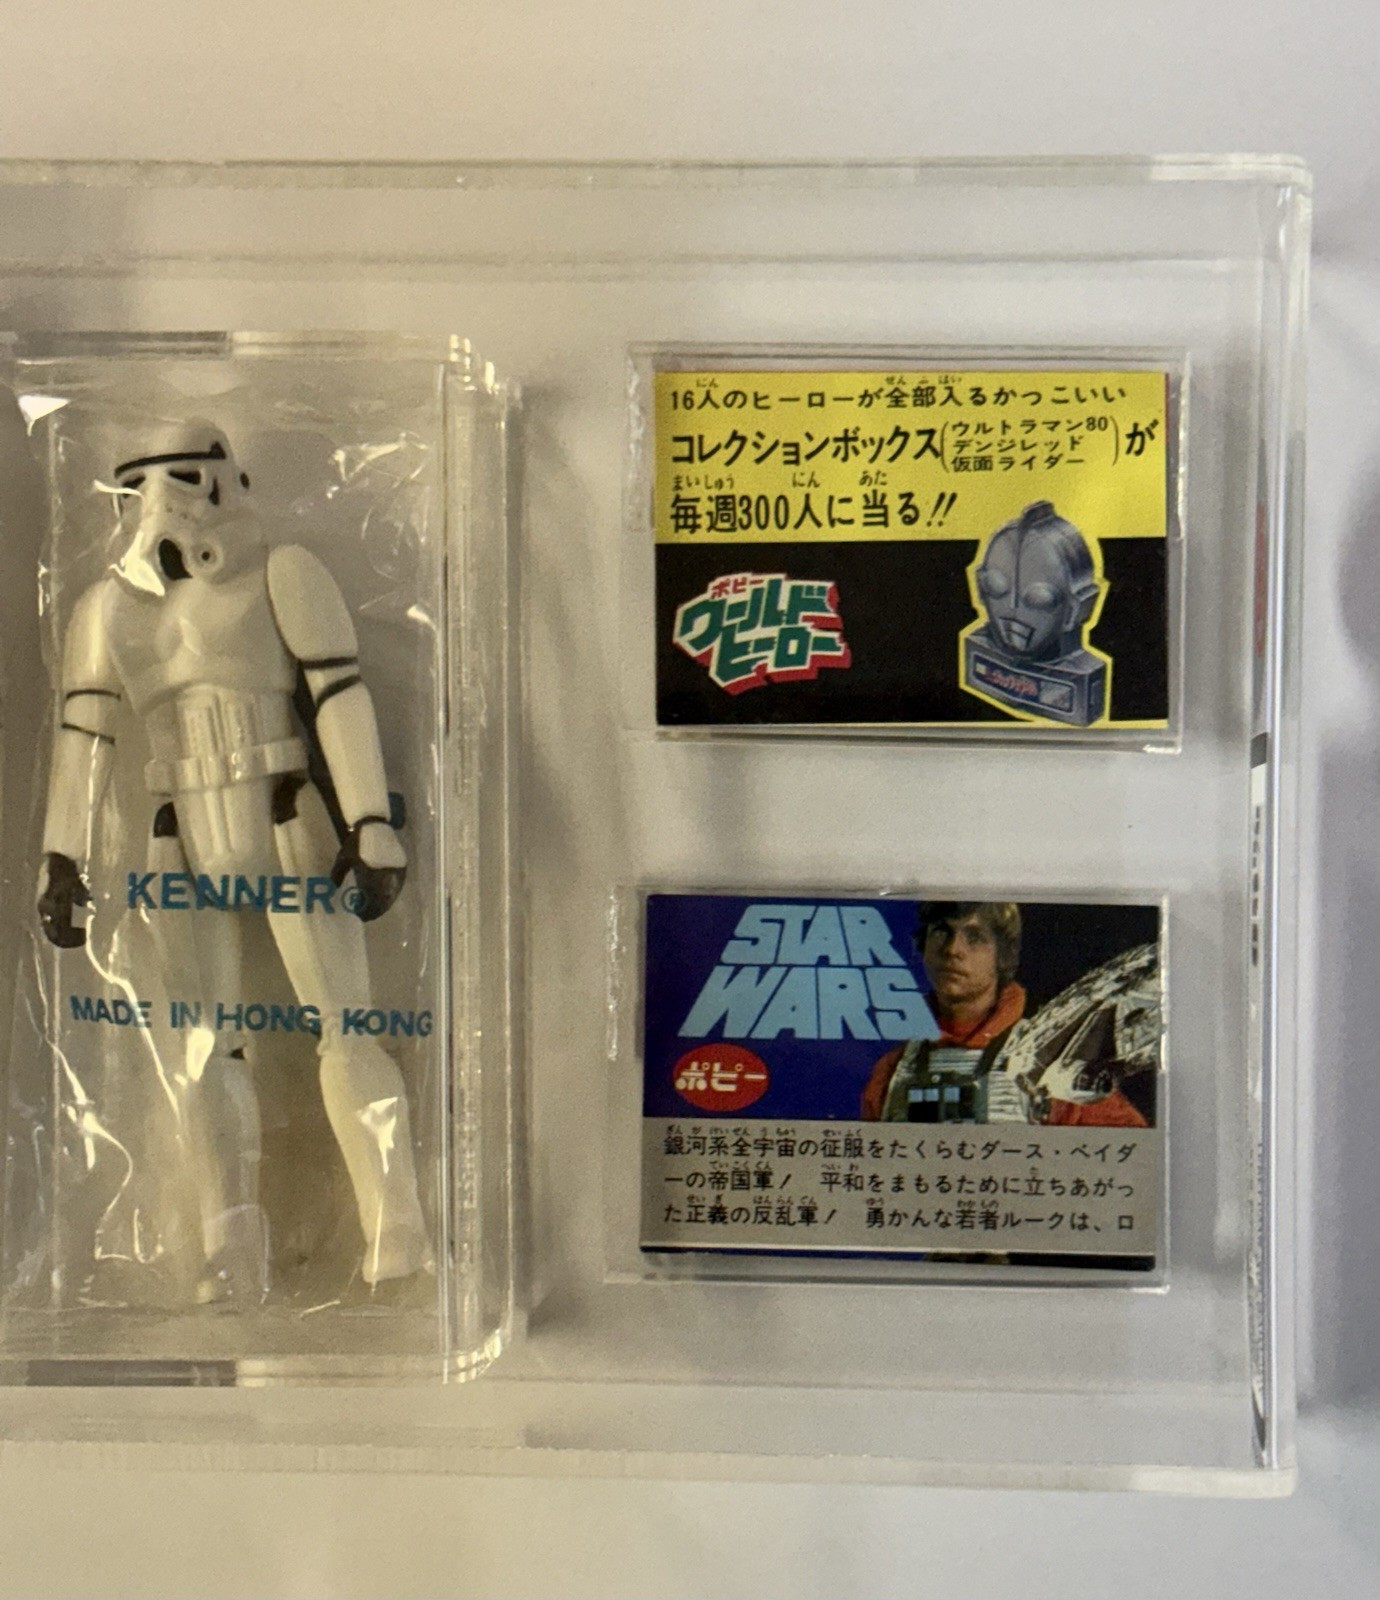 16人のヒーローが全部入るかっこいい
コレクションボックス(ウルトラマン80 デンジレッド 仮面ライダー)が
毎週300人に当る!!
ポピー
ワールド
ヒーロー
KENNER®
MADE IN HONG KONG
STAR
WARS
ポピー
銀河系全宇宙の征服をたくらむダース・ベイダ
ーの帝国軍! 平和をまもるために立ちあがっ
た正義の反乱軍! 勇かんな若者ルークは、ロ